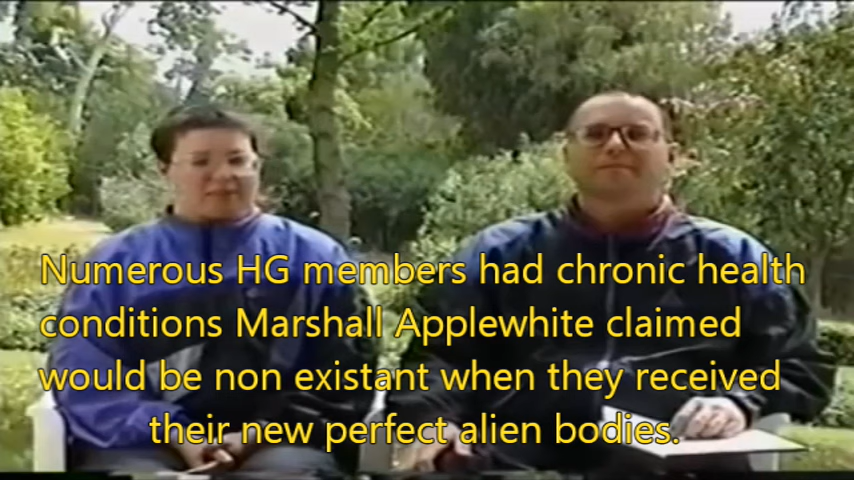 Numerous HG members had chronic health
conditions Marshall Applewhite claimed
would be non existant when they received
their new perfect alien bodies.